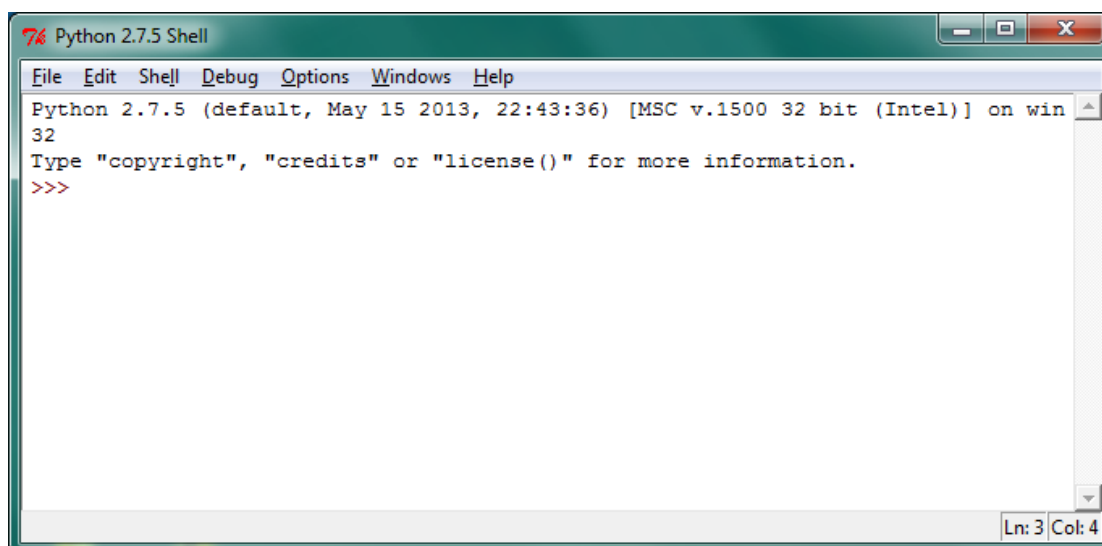 Python 2.7.5 Shell
File Edit Shell Debug Options Windows Help
Python 2.7.5 (default, May 15 2013, 22:43:36) [MSC v.1500 32 bit (Intel)] on win
32
Type "copyright", "credits" or "license()" for more information.
>>>
Ln: 3 Col: 4